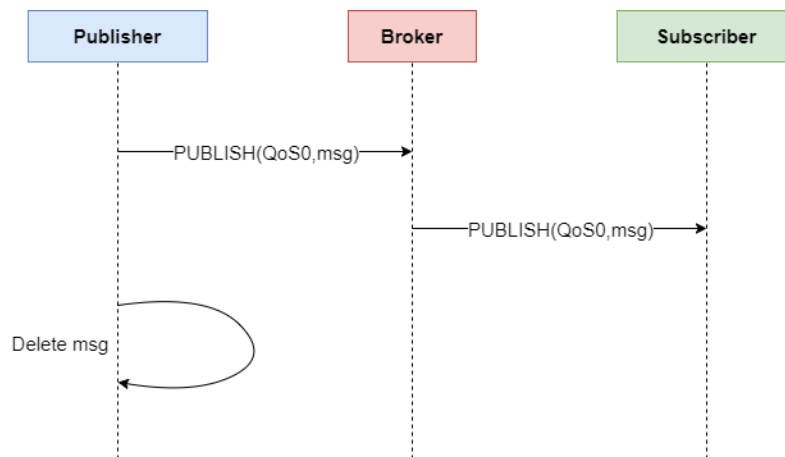 Publisher
Broker
Subscriber
PUBLISH(QoS0,msg)
PUBLISH(QoS0,msg)
Delete msg